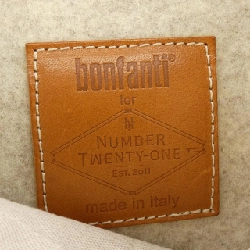 bonfanti
for
N
NUMBER
TWENTY-ONE
EST. 2011
made in italy